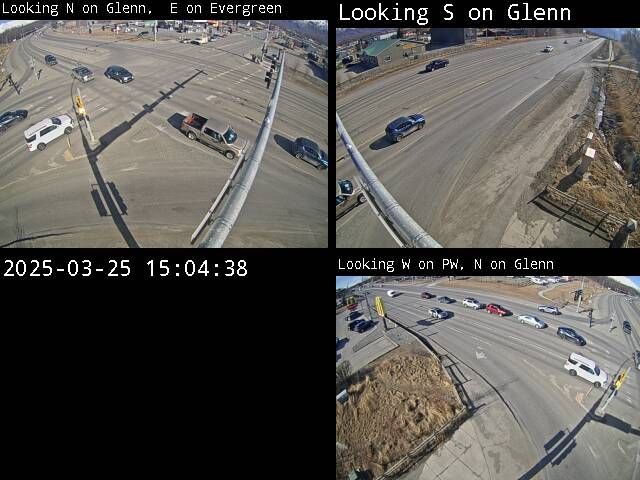 Looking N on Glenn,  E on Evergreen
Looking S on Glenn
2025-03-25 15:04:38
Looking W on PW, N on Glenn